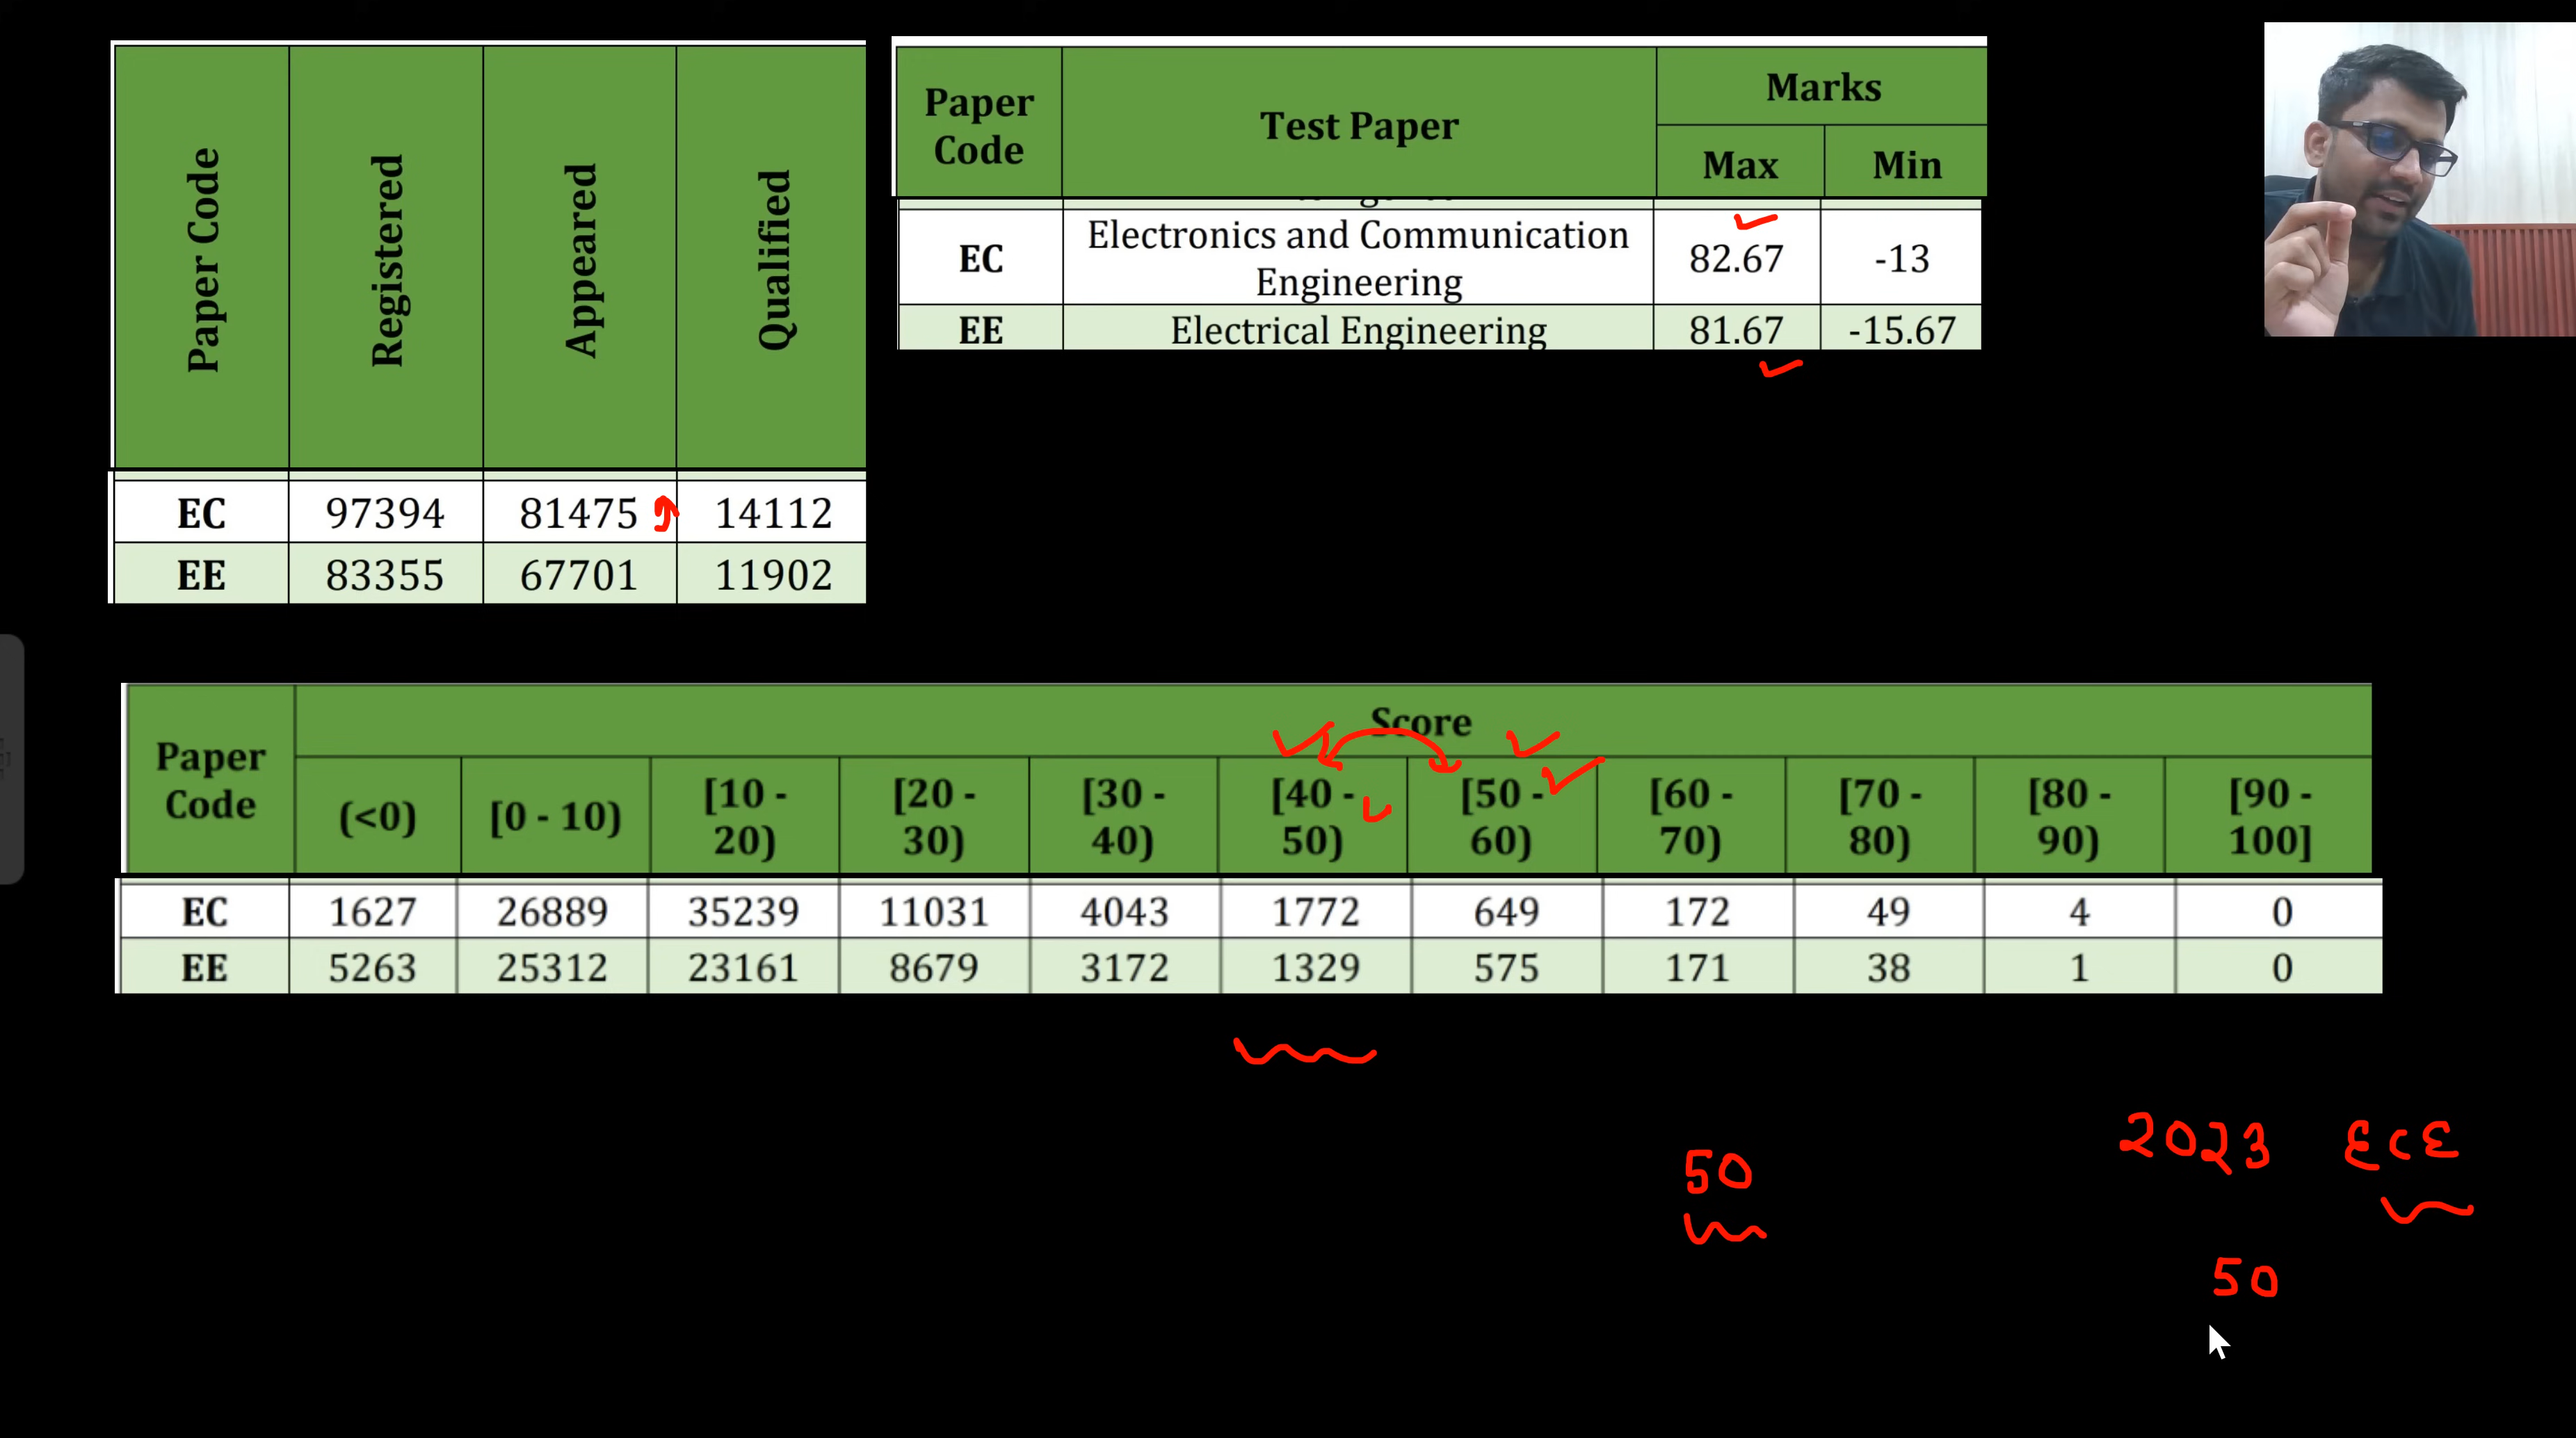 Paper Code Registered Appeared Qualified
EC 97394 81475 14112
EE 83355 67701 11902
Paper Code Test Paper Marks
Max Min
EC Electronics and Communication Engineering 82.67 -13
EE Electrical Engineering 81.67 -15.67
Paper Code Score
(<0) [0 - 10) [10 - 20) [20 - 30) [30 - 40) [40 - 50) [50 - 60) [60 - 70) [70 - 80) [80 - 90) [90 - 100]
EC 1627 26889 35239 11031 4043 1772 649 172 49 4 0
EE 5263 25312 23161 8679 3172 1329 575 171 38 1 0
2023 ECE
50
50